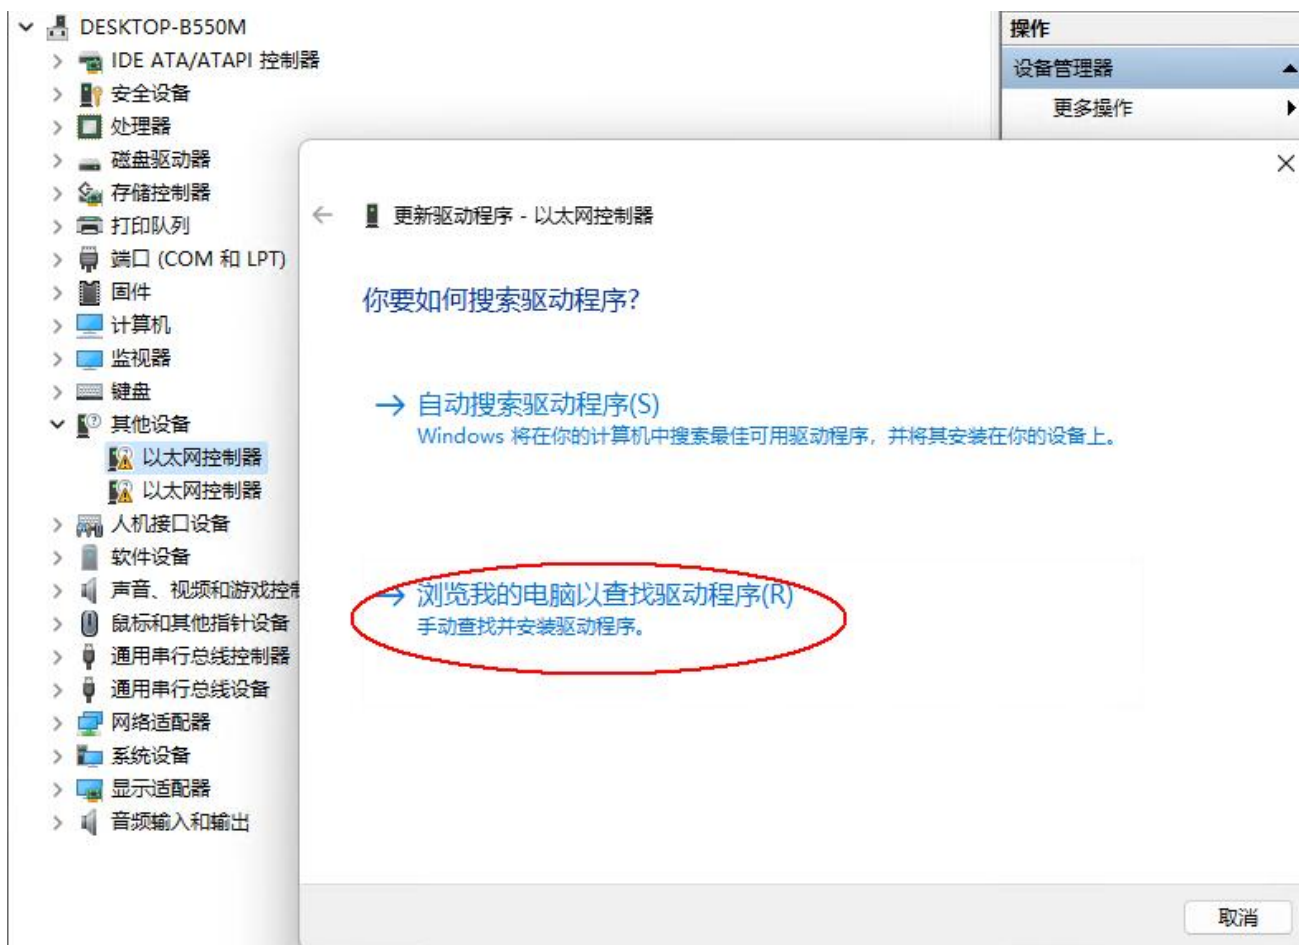 DESKTOP-B550M
IDE ATA/ATAPI 控制器
安全设备
处理器
磁盘驱动器
存储控制器
打印队列
端口 (COM 和 LPT)
固件
计算机
监视器
键盘
其他设备
以太网控制器
以太网控制器
人机接口设备
软件设备
声音、视频和游戏控制
鼠标和其他指针设备
通用串行总线控制器
通用串行总线设备
网络适配器
系统设备
显示适配器
音频输入和输出
操作
设备管理器
更多操作
更新驱动程序 - 以太网控制器
你要如何搜索驱动程序?
自动搜索驱动程序(S)
Windows 将在你的计算机中搜索最佳可用驱动程序，并将其安装在你的设备上。
浏览我的电脑以查找驱动程序(R)
手动查找并安装驱动程序。
取消